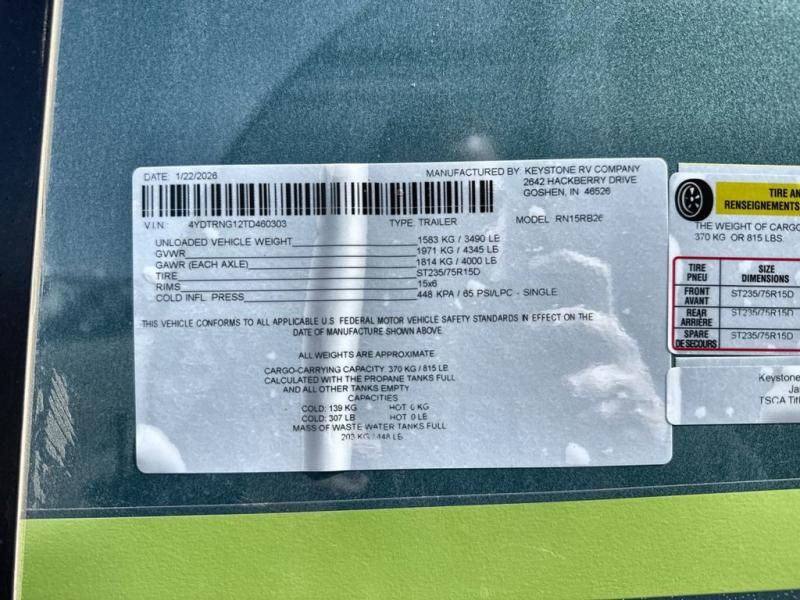 DATE: 1/22/2026
MANUFACTURED BY KEYSTONE RV COMPANY
2642 HACKBERRY DRIVE
GOSHEN, IN 46526
V.I.N. 4YDTRNG12TD460303 TYPE: TRAILER MODEL: RN15RB26
UNLOADED VEHICLE WEIGHT 1583 KG / 3490 LB
GVWR 1971 KG / 4345 LB
GAWR (EACH AXLE) 1814 KG / 4000 LB
TIRE ST235/75R15D
RIMS 15x6
COLD INFL. PRESS 448 KPA / 65 PSI/LPC - SINGLE
THIS VEHICLE CONFORMS TO ALL APPLICABLE U.S. FEDERAL MOTOR VEHICLE SAFETY STANDARDS IN EFFECT ON THE
DATE OF MANUFACTURE SHOWN ABOVE.
ALL WEIGHTS ARE APPROXIMATE
CARGO-CARRYING CAPACITY 370 KG / 815 LB
CALCULATED WITH THE PROPANE TANKS FULL
AND ALL OTHER TANKS EMPTY
CAPACITIES
COLD: 139 KG HOT 0 KG
COLD: 307 LB HOT 0 LB
MASS OF WASTE WATER TANKS FULL
203 KG / 448 LB
TIRE AN
RENSEIGNEMENTS
THE WEIGHT OF CARGO
370 KG OR 815 LBS.
TIRE SIZE
PNEU DIMENSIONS
FRONT ST235/75R15D
AVANT
REAR ST235/75R15D
ARRIÈRE
SPARE ST235/75R15D
DE SECOURS
Keystone
Ja
TSCA Titl